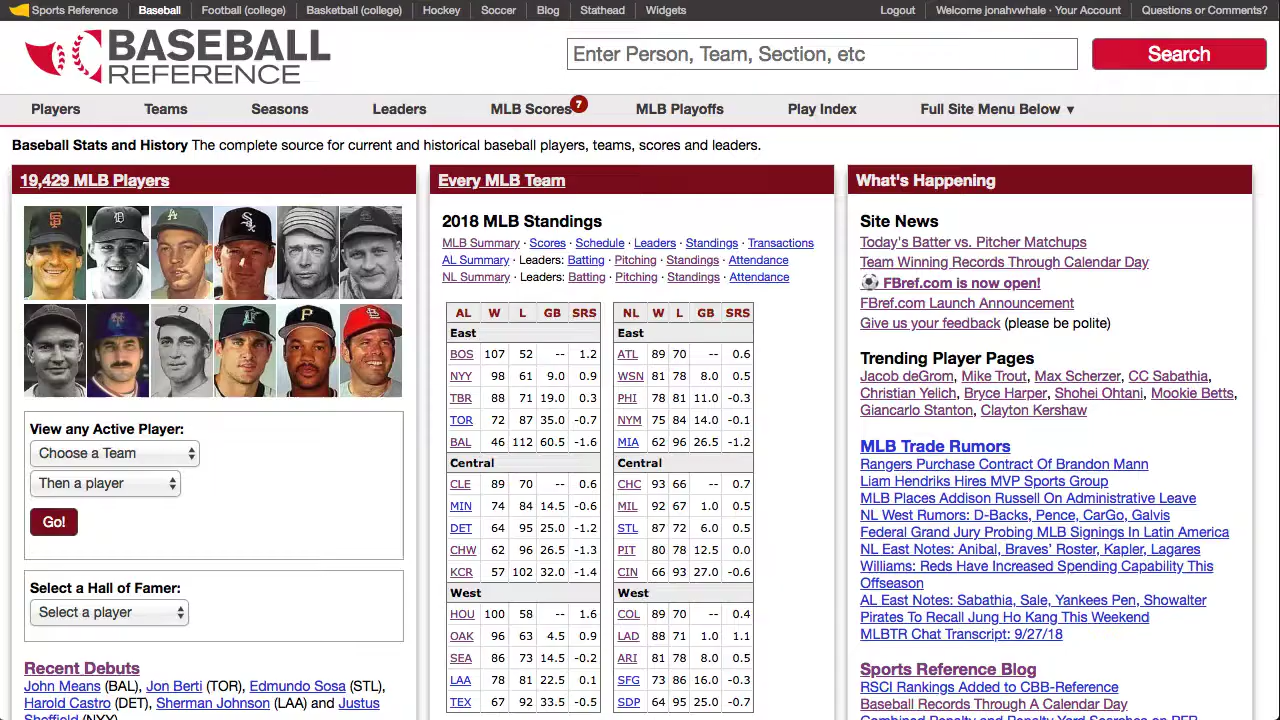 Sports Reference Baseball Football (college) Basketball (college) Hockey Soccer Blog Stathead Widgets Logout Welcome jonahvwhale · Your Account Questions or Comments?
BASEBALL
REFERENCE
Enter Person, Team, Section, etc
Search
Players Teams Seasons Leaders MLB Scores 7 MLB Playoffs Play Index Full Site Menu Below ▼
Baseball Stats and History The complete source for current and historical baseball players, teams, scores and leaders.
19,429 MLB Players
View any Active Player:
Choose a Team
Then a player
Go!
Select a Hall of Famer:
Select a player
Recent Debuts
John Means (BAL), Jon Berti (TOR), Edmundo Sosa (STL),
Harold Castro (DET), Sherman Johnson (LAA) and Justus
Sheffield (NYY)
Every MLB Team
2018 MLB Standings
MLB Summary · Scores · Schedule · Leaders · Standings · Transactions
AL Summary · Leaders: Batting · Pitching · Standings · Attendance
NL Summary · Leaders: Batting · Pitching · Standings · Attendance
AL W L GB SRS
East
BOS 107 52 -- 1.2
NYY 98 61 9.0 0.9
TBR 88 71 19.0 0.3
TOR 72 87 35.0 -0.7
BAL 46 112 60.5 -1.6
Central
CLE 89 70 -- 0.6
MIN 74 84 14.5 -0.6
DET 64 95 25.0 -1.2
CHW 62 96 26.5 -1.3
KCR 57 102 32.0 -1.4
West
HOU 100 58 -- 1.6
OAK 96 63 4.5 0.9
SEA 86 73 14.5 -0.2
LAA 78 81 22.5 0.1
TEX 67 92 33.5 -0.5
NL W L GB SRS
East
ATL 89 70 -- 0.6
WSN 81 78 8.0 0.5
PHI 78 81 11.0 -0.3
NYM 75 84 14.0 -0.1
MIA 62 96 26.5 -1.2
Central
CHC 93 66 -- 0.7
MIL 92 67 1.0 0.5
STL 87 72 6.0 0.5
PIT 80 78 12.5 0.0
CIN 66 93 27.0 -0.6
West
COL 89 70 -- 0.4
LAD 88 71 1.0 1.1
ARI 81 78 8.0 0.5
SFG 73 86 16.0 -0.3
SDP 64 95 25.0 -0.7
What's Happening
Site News
Today's Batter vs. Pitcher Matchups
Team Winning Records Through Calendar Day
FBref.com is now open!
FBref.com Launch Announcement
Give us your feedback (please be polite)
Trending Player Pages
Jacob deGrom, Mike Trout, Max Scherzer, CC Sabathia,
Christian Yelich, Bryce Harper, Shohei Ohtani, Mookie Betts,
Giancarlo Stanton, Clayton Kershaw
MLB Trade Rumors
Rangers Purchase Contract Of Brandon Mann
Liam Hendriks Hires MVP Sports Group
MLB Places Addison Russell On Administrative Leave
NL West Rumors: D-Backs, Pence, CarGo, Galvis
Federal Grand Jury Probing MLB Signings In Latin America
NL East Notes: Anibal, Braves' Roster, Kapler, Lagares
Williams: Reds Have Increased Spending Capability This
Offseason
AL East Notes: Sabathia, Sale, Yankees Pen, Showalter
Pirates To Recall Jung Ho Kang This Weekend
MLBTR Chat Transcript: 9/27/18
Sports Reference Blog
RSCI Rankings Added to CBB-Reference
Baseball Records Through A Calendar Day
Combined Penalty and Penalty Yard Searches on PFR